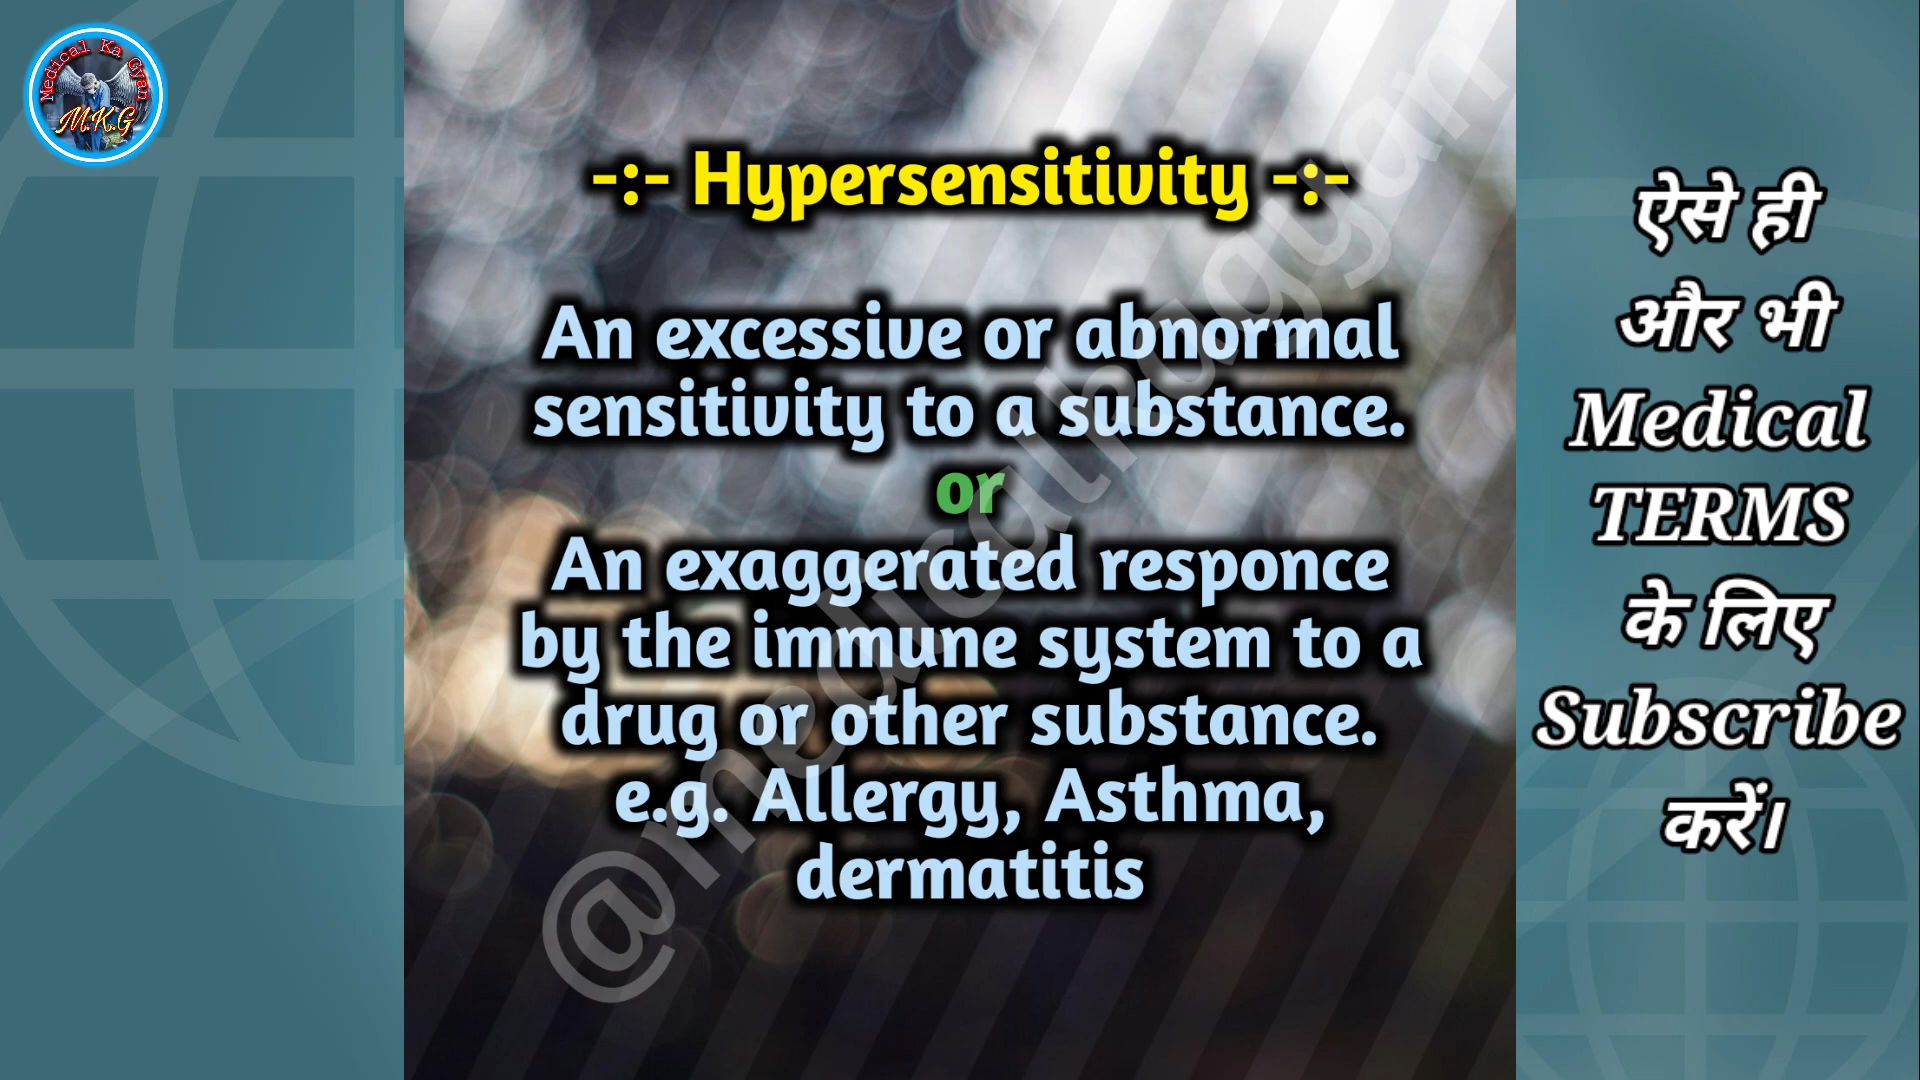 Medical Ka Gyan
M.K.G
-:- Hypersensitivity -:-
An excessive or abnormal
sensitivity to a substance.
or
An exaggerated responce
by the immune system to a
drug or other substance.
e.g. Allergy, Asthma,
dermatitis
@medicalkagyan
ऐसे ही
और भी
Medical
TERMS
के लिए
Subscribe
करें।